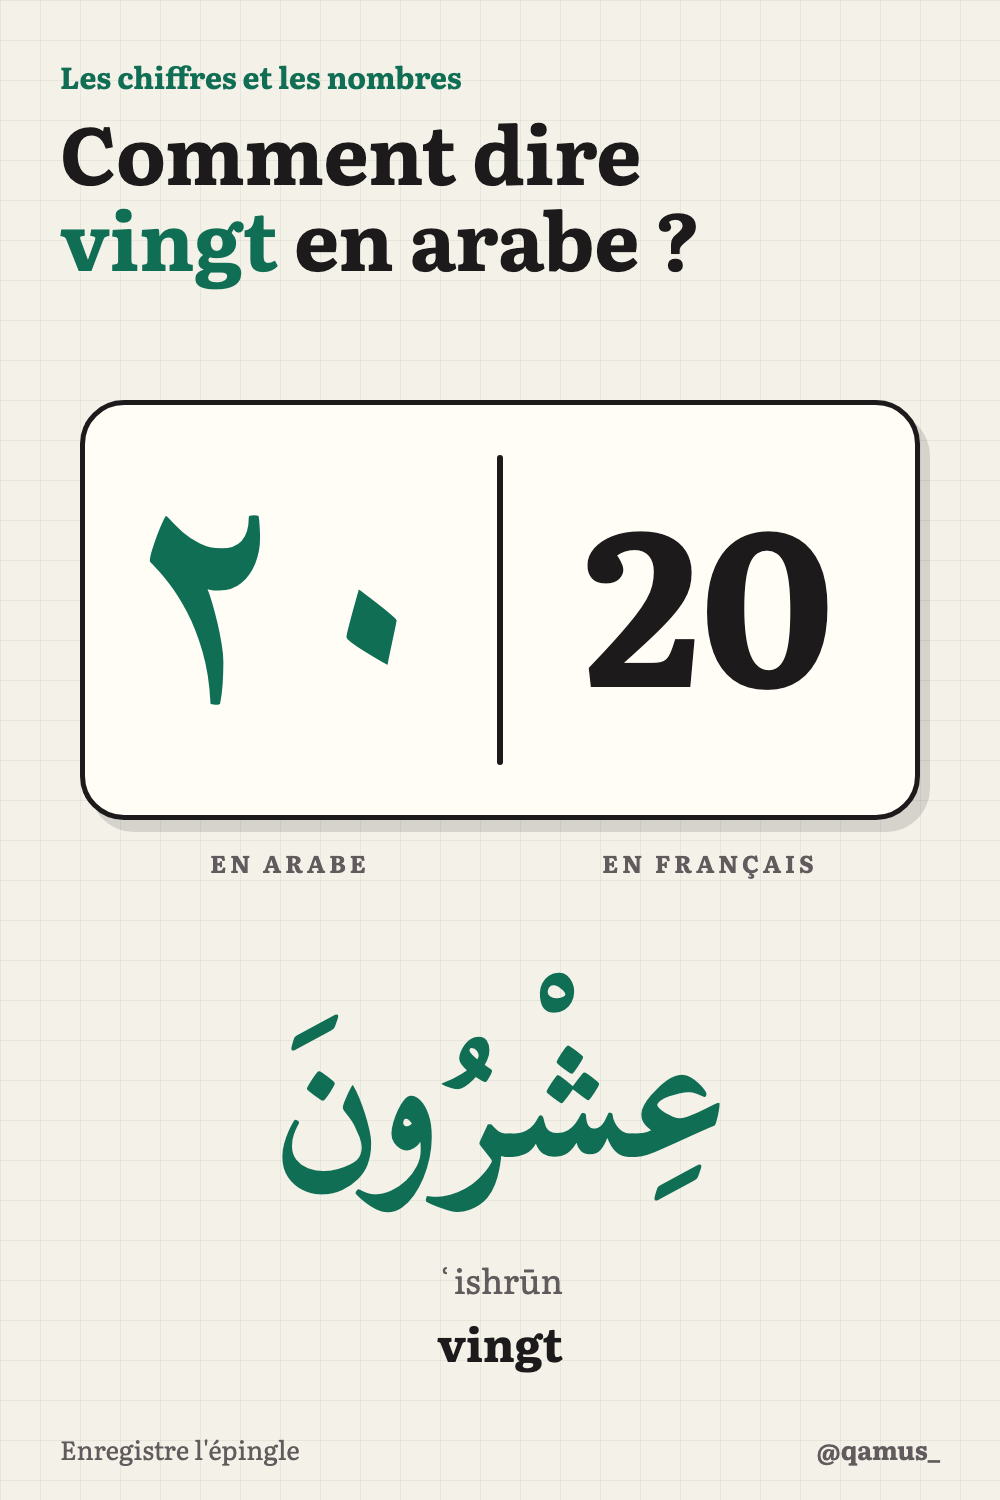 Les chiffres et les nombres
Comment dire
vingt en arabe ?
٢٠
20
EN ARABE
EN FRANÇAIS
عِشْرُونَ
ʿishrūn
vingt
Enregistre l'épingle
@qamus_